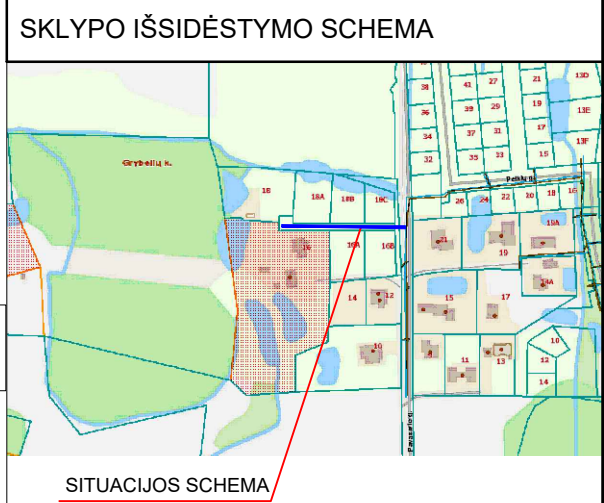 SKLYPO IŠSIDĖSTYMO SCHEMA
38 41 27 21 13D
36 39 29 19 13E
34 37 31 17 13F
32 35 33 15
Grybelių k.
18 18A 18B 18C
26 24 22 20 18 16
16 16A 16B 21 19 19A
14 12 15 17
10 9 11 13 10
12
14
Pavasario g.
SITUACIJOS SCHEMA